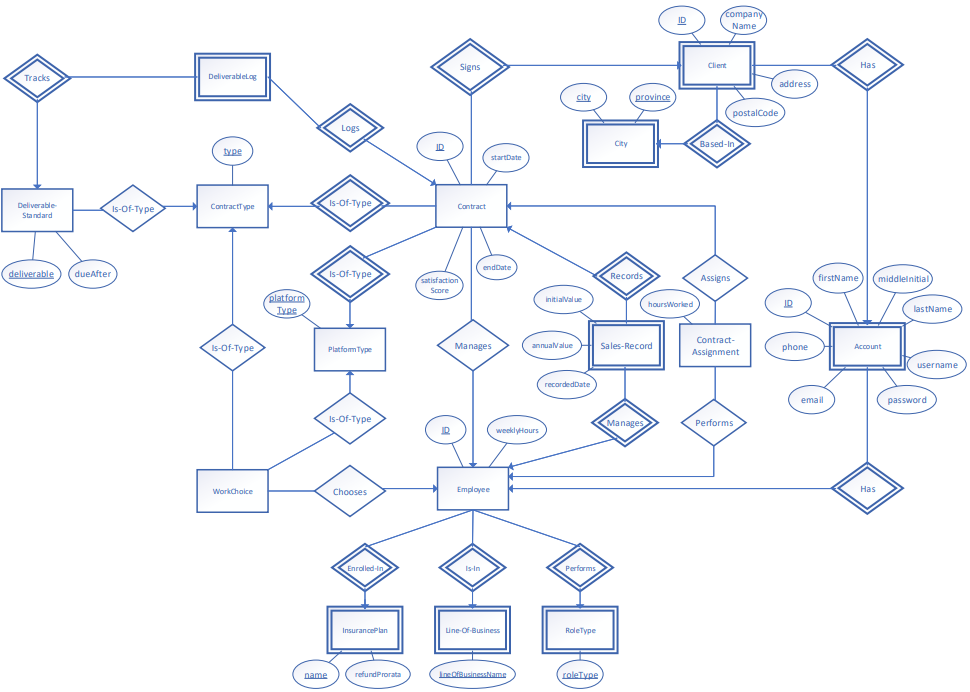 ID
company
Name
Tracks
DeliverableLog
Signs
Client
Has
address
city
province
postalCode
Logs
City
Based-In
type
ID
startDate
Deliverable-
Standard
Is-Of-Type
ContractType
Is-Of-Type
Contract
deliverable
dueAfter
Is-Of-Type
satisfaction
Score
endDate
Records
Assigns
firstName
middleInitial
platform
Type
initialValue
hoursWorked
ID
lastName
Is-Of-Type
PlatformType
Manages
annualValue
Sales-Record
Contract-
Assignment
phone
Account
username
recordedDate
email
password
Is-Of-Type
ID
weeklyHours
Manages
Performs
WorkChoice
Chooses
Employee
Has
Enrolled-In
Is-In
Performs
InsurancePlan
Line-Of-Business
RoleType
name
refundProrata
lineOfBusinessName
roleType